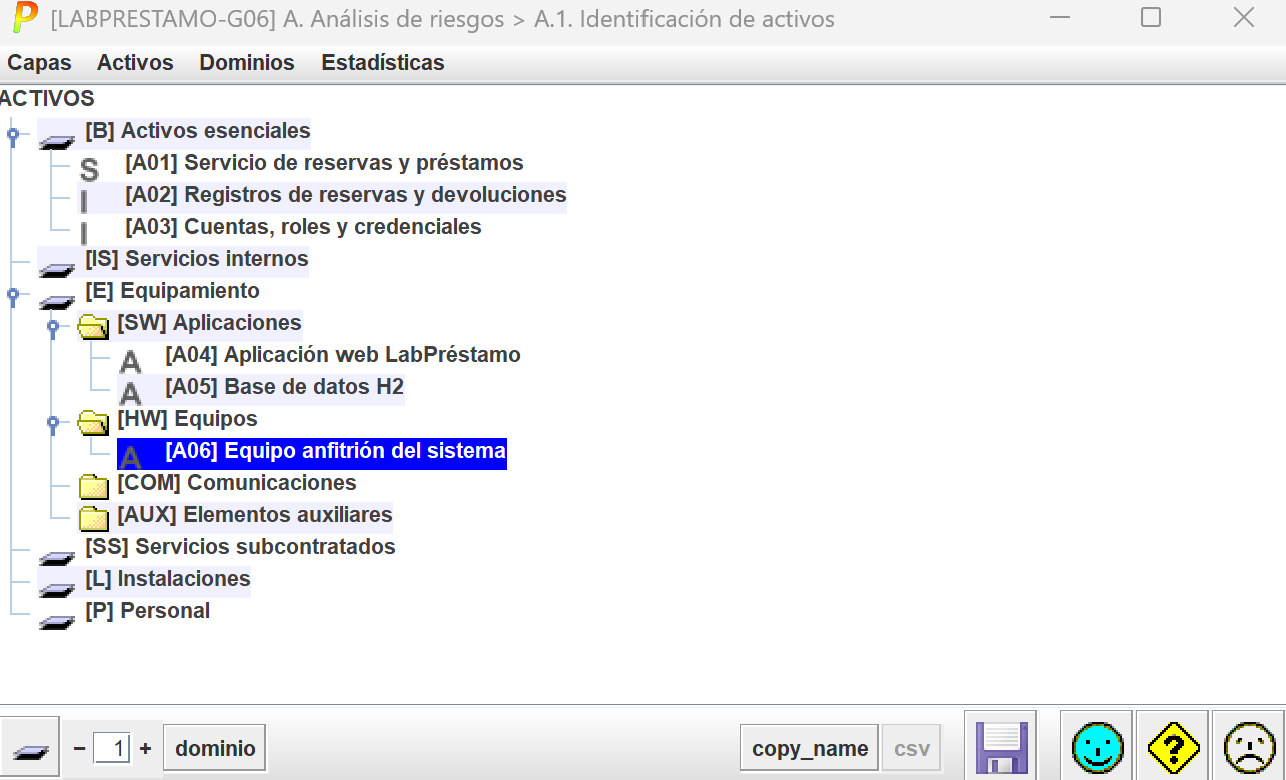 [LABPRESTAMO-G06] A. Análisis de riesgos > A.1. Identificación de activos
Capas Activos Dominios Estadísticas
ACTIVOS
[B] Activos esenciales
S [A01] Servicio de reservas y préstamos
I [A02] Registros de reservas y devoluciones
I [A03] Cuentas, roles y credenciales
[IS] Servicios internos
[E] Equipamiento
[SW] Aplicaciones
A [A04] Aplicación web LabPréstamo
A [A05] Base de datos H2
[HW] Equipos
A [A06] Equipo anfitrión del sistema
[COM] Comunicaciones
[AUX] Elementos auxiliares
[SS] Servicios subcontratados
[L] Instalaciones
[P] Personal
− 1 + dominio copy_name csv ?